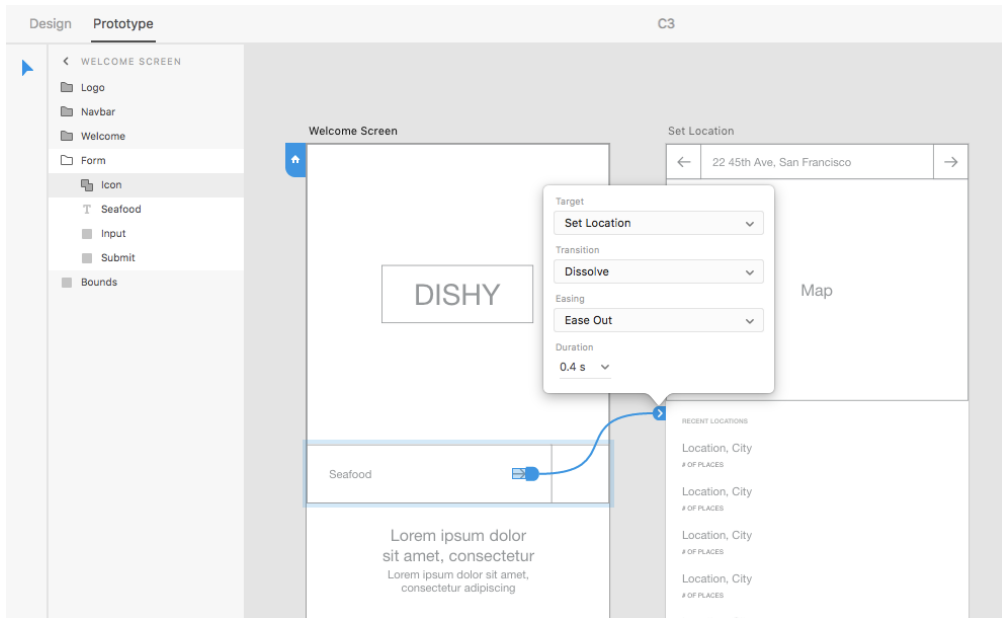 Design Prototype C3
WELCOME SCREEN
Logo
Navbar
Welcome
Form
Icon
T Seafood
Input
Submit
Bounds
Welcome Screen
DISHY
Seafood
Lorem ipsum dolor
sit amet, consectetur
Lorem ipsum dolor sit amet,
consectetur adipiscing
Target
Set Location
Transition
Dissolve
Easing
Ease Out
Duration
0.4 s
Set Location
22 45th Ave, San Francisco
Map
RECENT LOCATIONS
Location, City
# OF PLACES
Location, City
# OF PLACES
Location, City
# OF PLACES
Location, City
# OF PLACES